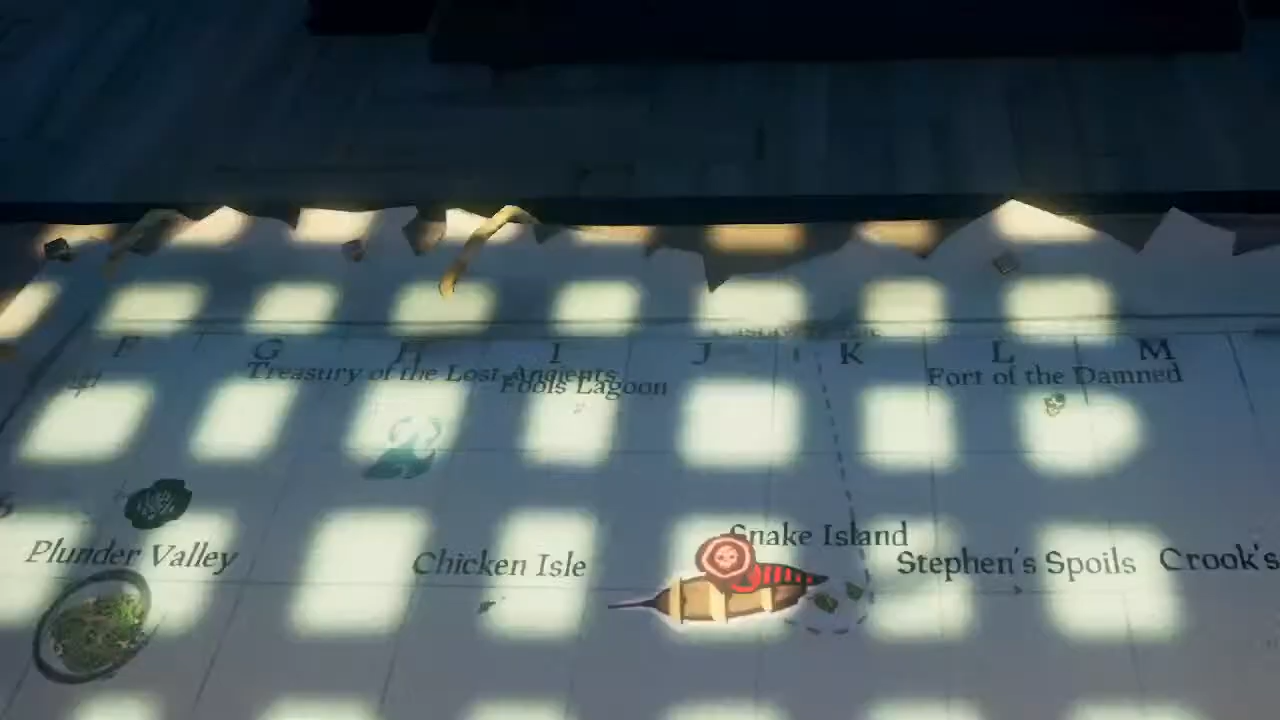 F G H I J K L M
Treasury of the Lost Ancients
Fools Lagoon
Fort of the Damned
Snake Island
Plunder Valley
Chicken Isle
Stephen's Spoils
Crook's